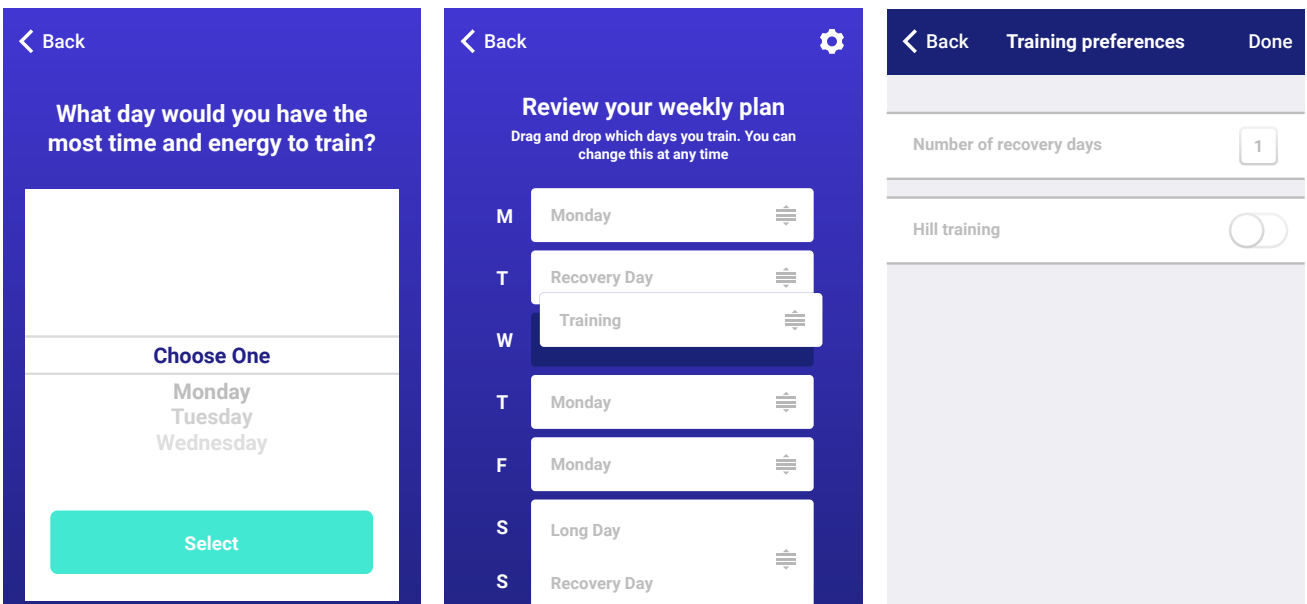 Back
What day would you have the
most time and energy to train?
Choose One
Monday
Tuesday
Wednesday
Select
Back
Review your weekly plan
Drag and drop which days you train. You can
change this at any time
M Monday
T Recovery Day
Training
W
T Monday
F Monday
S Long Day
S Recovery Day
Back Training preferences Done
Number of recovery days 1
Hill training